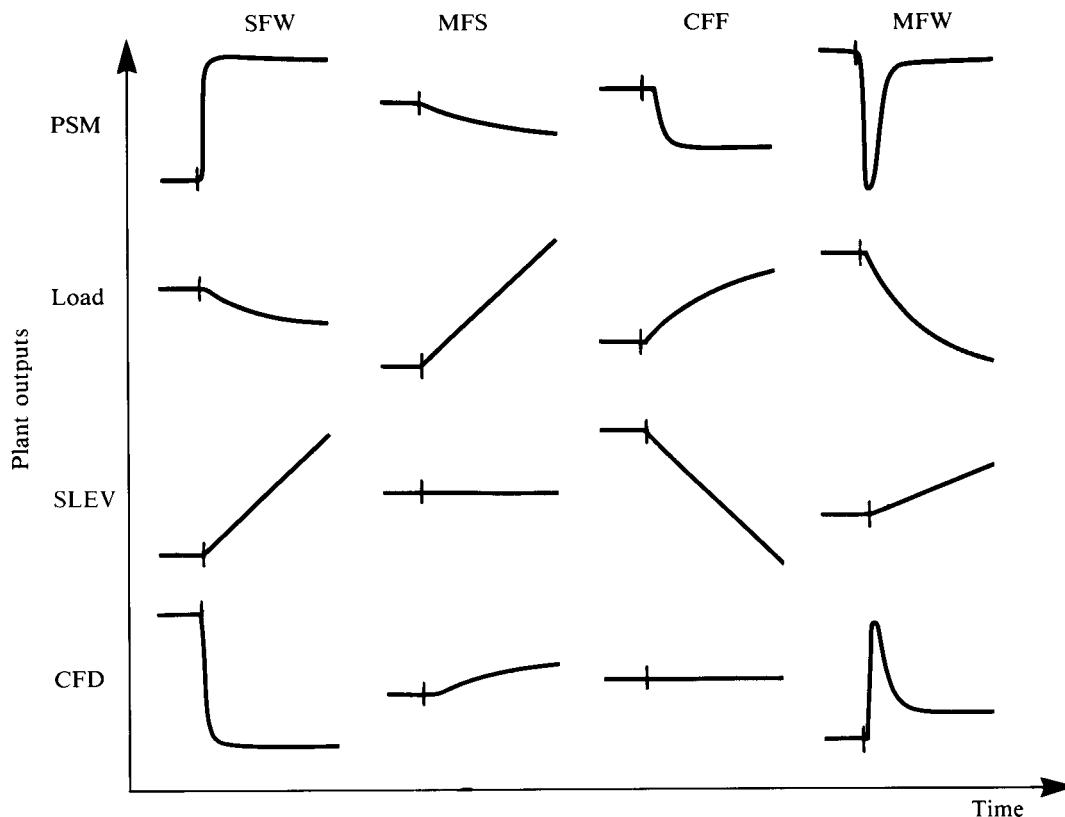 SFW MFS CFF MFW
PSM
Load
SLEV
CFD
Plant outputs
Time